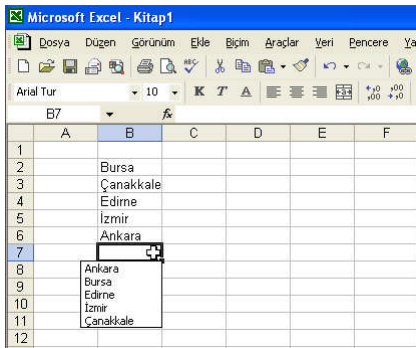 Microsoft Excel - Kitap1
Dosya Düzen Görünüm Ekle Biçim Araçlar Veri Pencere Ya
Arial Tur 10 K T A
B7 fx
A B C D E F
1
2 Bursa
3 Çanakkale
4 Edirne
5 İzmir
6 Ankara
7
8 Ankara
9 Bursa
Edirne
10 İzmir
11 Çanakkale
12